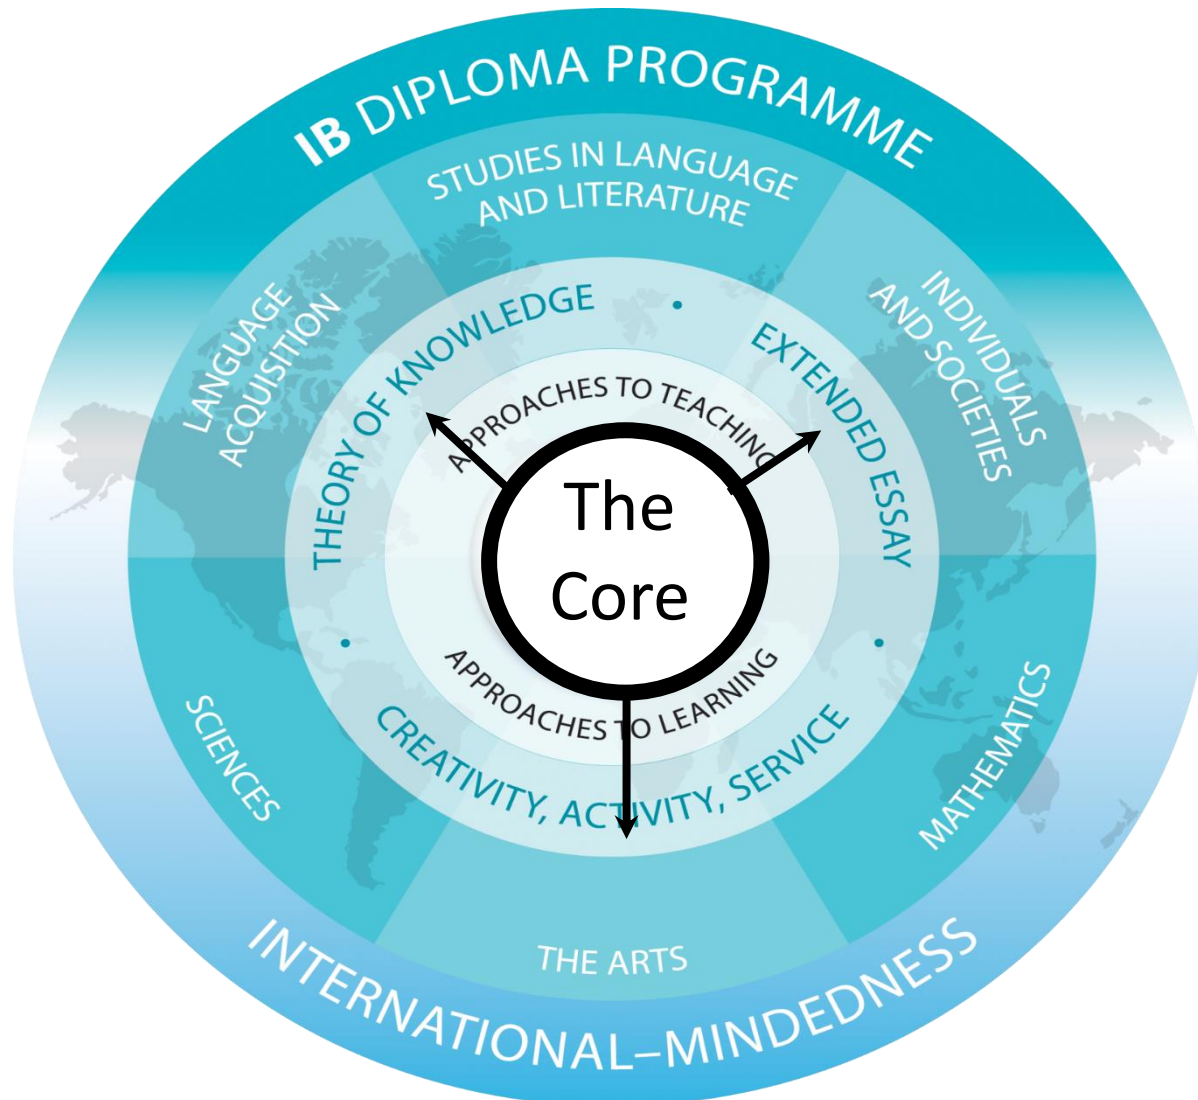 IB DIPLOMA PROGRAMME
STUDIES IN LANGUAGE
AND LITERATURE
LANGUAGE
ACQUISITION
INDIVIDUALS
AND SOCIETIES
THEORY OF KNOWLEDGE
•
EXTENDED ESSAY
APPROACHES TO TEACHING
The
Core
APPROACHES TO LEARNING
•
CREATIVITY, ACTIVITY, SERVICE
•
SCIENCES
MATHEMATICS
THE ARTS
INTERNATIONAL–MINDEDNESS